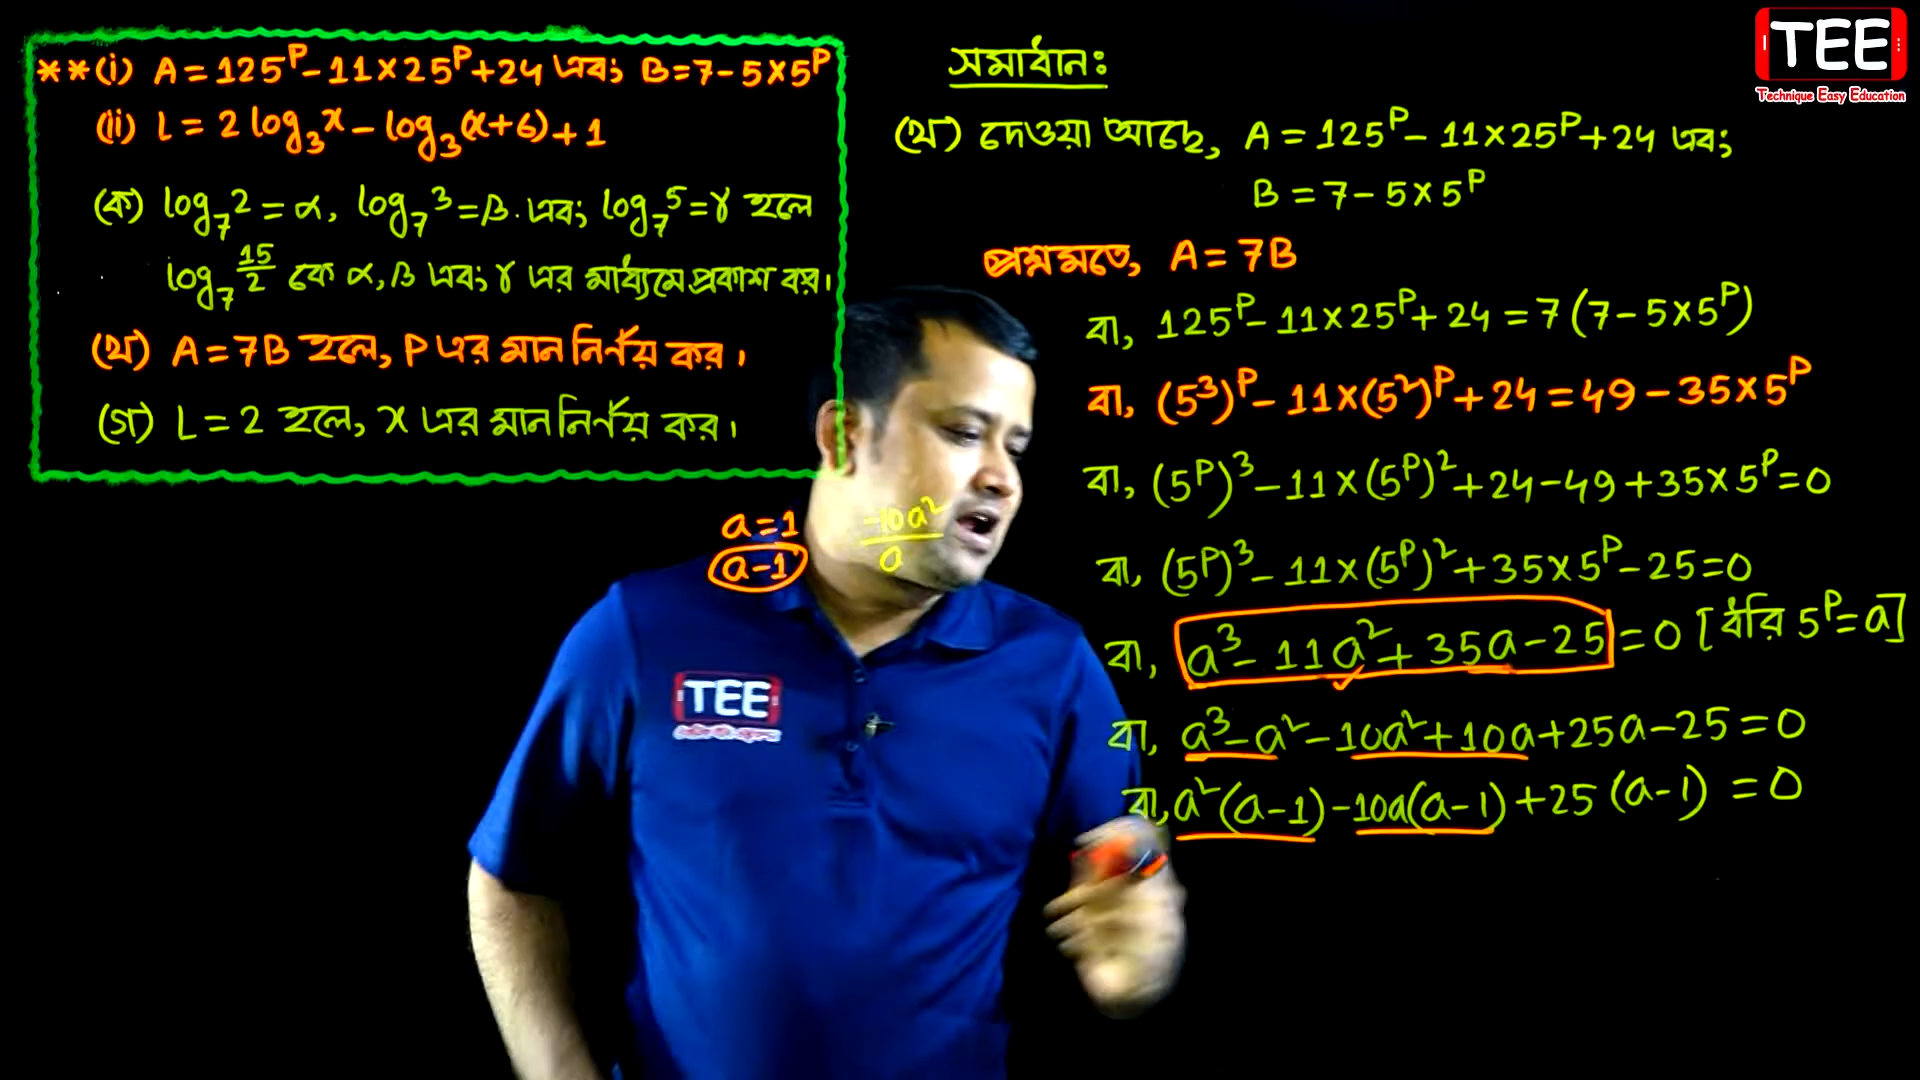 **(i) A = 125^P - 11×25^P + 24 এবং B = 7 - 5×5^P
(ii) L = 2 log₃x - log₃(x+6) + 1
(ক) log₇2 = α, log₇3 = β এবং log₇5 = γ হলে
log₇ 15/2 কে α, β এবং γ এর মাধ্যমে প্রকাশ কর।
(খ) A = 7B হলে, P এর মান নির্ণয় কর।
(গ) L = 2 হলে, x এর মান নির্ণয় কর।
a = 1
a-1
-10a²/a
TEE
TEE
Technique Easy Education
সমাধানঃ
(খ) দেওয়া আছে, A = 125^P - 11×25^P + 24 এবং
B = 7 - 5×5^P
প্রশ্নমতে, A = 7B
বা, 125^P - 11×25^P + 24 = 7(7 - 5×5^P)
বা, (5³)^P - 11×(5²)^P + 24 = 49 - 35×5^P
বা, (5^P)³ - 11×(5^P)² + 24 - 49 + 35×5^P = 0
বা, (5^P)³ - 11×(5^P)² + 35×5^P - 25 = 0
বা, a³ - 11a² + 35a - 25 = 0 [ধরি 5^P = a]
বা, a³ - a² - 10a² + 10a + 25a - 25 = 0
বা, a²(a-1) - 10a(a-1) + 25(a-1) = 0